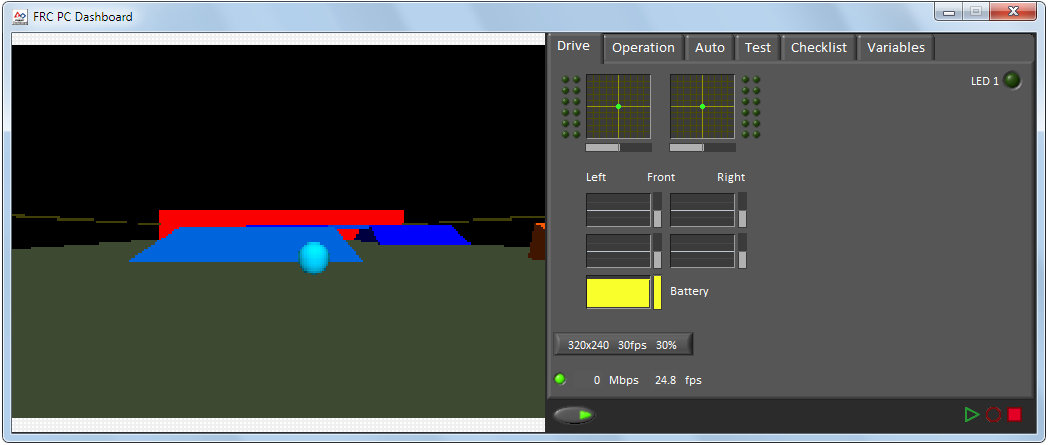 FRC PC Dashboard
Drive Operation Auto Test Checklist Variables
LED 1
Left Front Right
Battery
320x240 30fps 30%
0 Mbps 24.8 fps